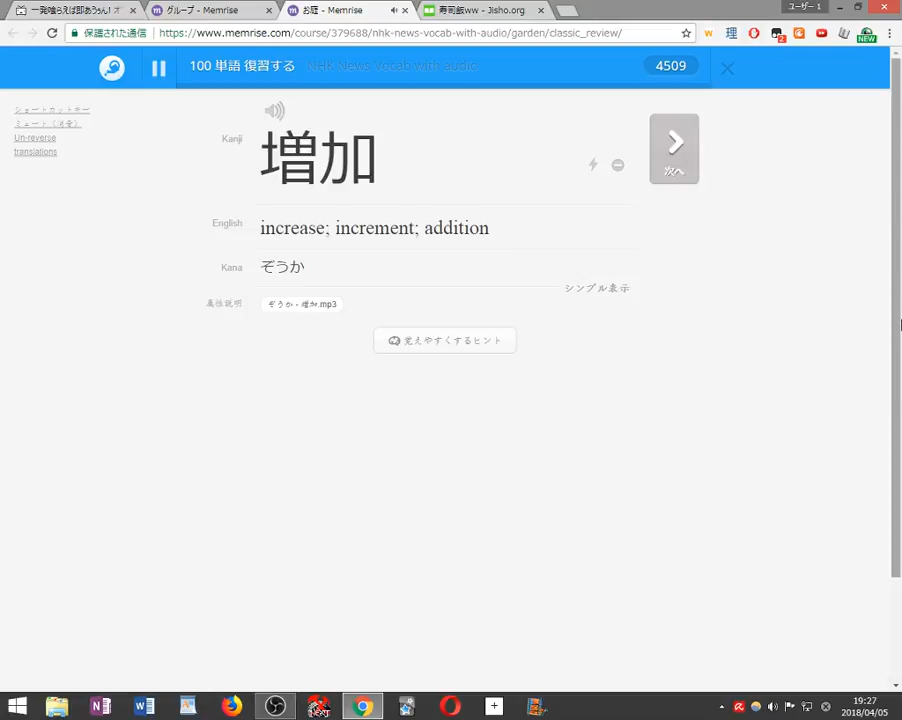 一発喰らえば即あうぅん!
グループ - Memrise
お庭 - Memrise
寿司飯ww - Jisho.org
ユーザー 1
保護された通信
https://www.memrise.com/course/379688/nhk-news-vocab-with-audio/garden/classic_review/
100 単語 復習する
NHK News Vocab with audio
4509
ショートカットキー
ミュート（消音）
Un-reverse
translations
Kanji
増加
次へ
English
increase; increment; addition
Kana
ぞうか
シンプル表示
属性説明
ぞうか - 増加.mp3
覚えやすくするヒント
19:27
2018/04/05